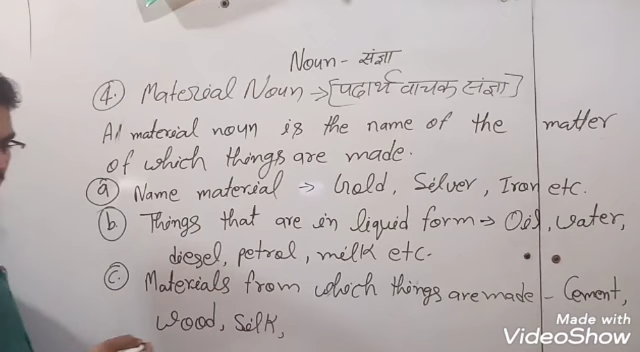 Noun - संज्ञा
4. Material Noun → [पदार्थ वाचक संज्ञा]
A material noun is the name of the matter
of which things are made.
a Name material → Gold, Silver, Iron etc.
b. Things that are in liquid form → Oil, water,
diesel, petrol, milk etc.
c. Materials from which things are made - Cement,
wood, Silk,
Made with
VideoShow